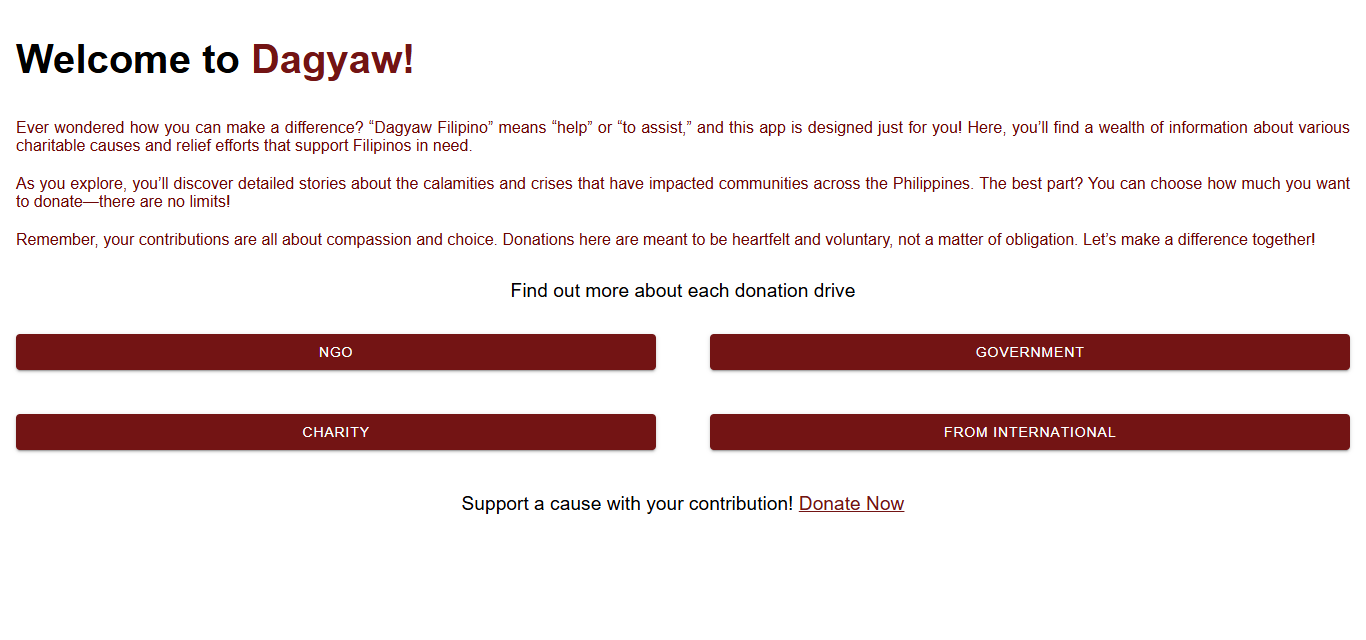 Welcome to Dagyaw!
Ever wondered how you can make a difference? “Dagyaw Filipino” means “help” or “to assist,” and this app is designed just for you! Here, you’ll find a wealth of information about various
charitable causes and relief efforts that support Filipinos in need.
As you explore, you’ll discover detailed stories about the calamities and crises that have impacted communities across the Philippines. The best part? You can choose how much you want
to donate—there are no limits!
Remember, your contributions are all about compassion and choice. Donations here are meant to be heartfelt and voluntary, not a matter of obligation. Let’s make a difference together!
Find out more about each donation drive
NGO
GOVERNMENT
CHARITY
FROM INTERNATIONAL
Support a cause with your contribution! Donate Now